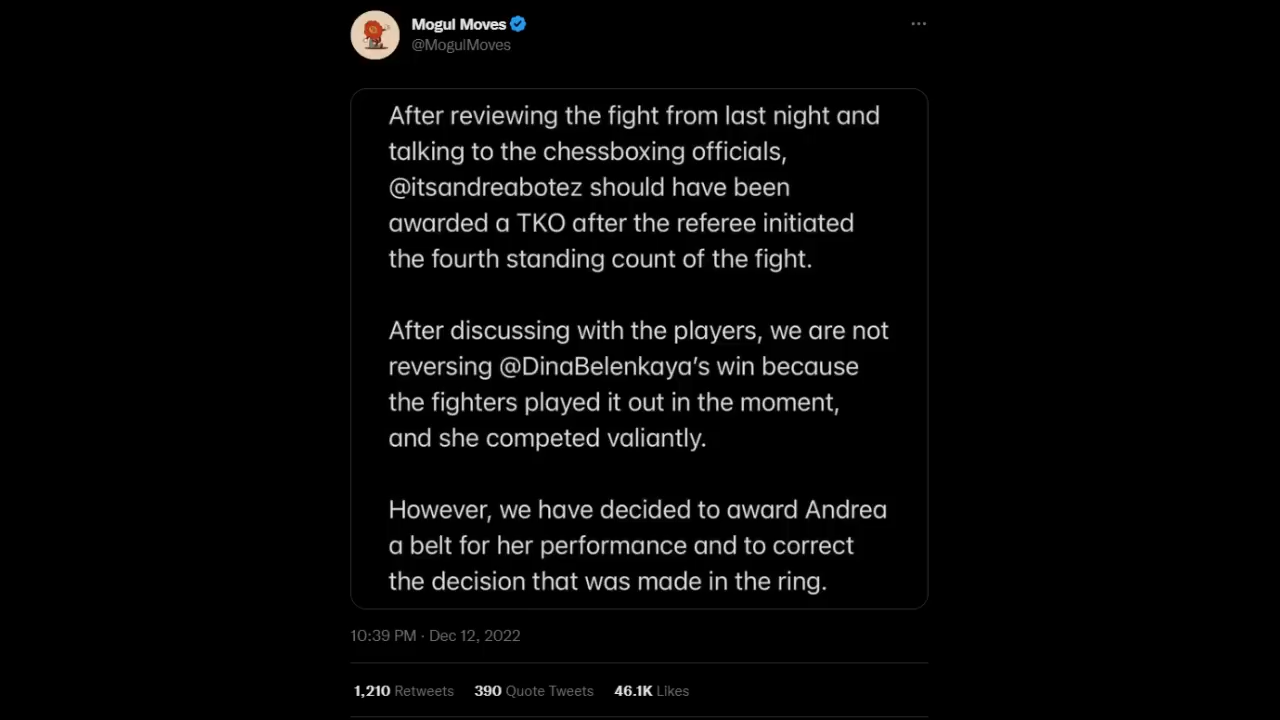 Mogul Moves
@MogulMoves
After reviewing the fight from last night and
talking to the chessboxing officials,
@itsandreabotez should have been
awarded a TKO after the referee initiated
the fourth standing count of the fight.
After discussing with the players, we are not
reversing @DinaBelenkaya’s win because
the fighters played it out in the moment,
and she competed valiantly.
However, we have decided to award Andrea
a belt for her performance and to correct
the decision that was made in the ring.
10:39 PM · Dec 12, 2022
1,210 Retweets 390 Quote Tweets 46.1K Likes